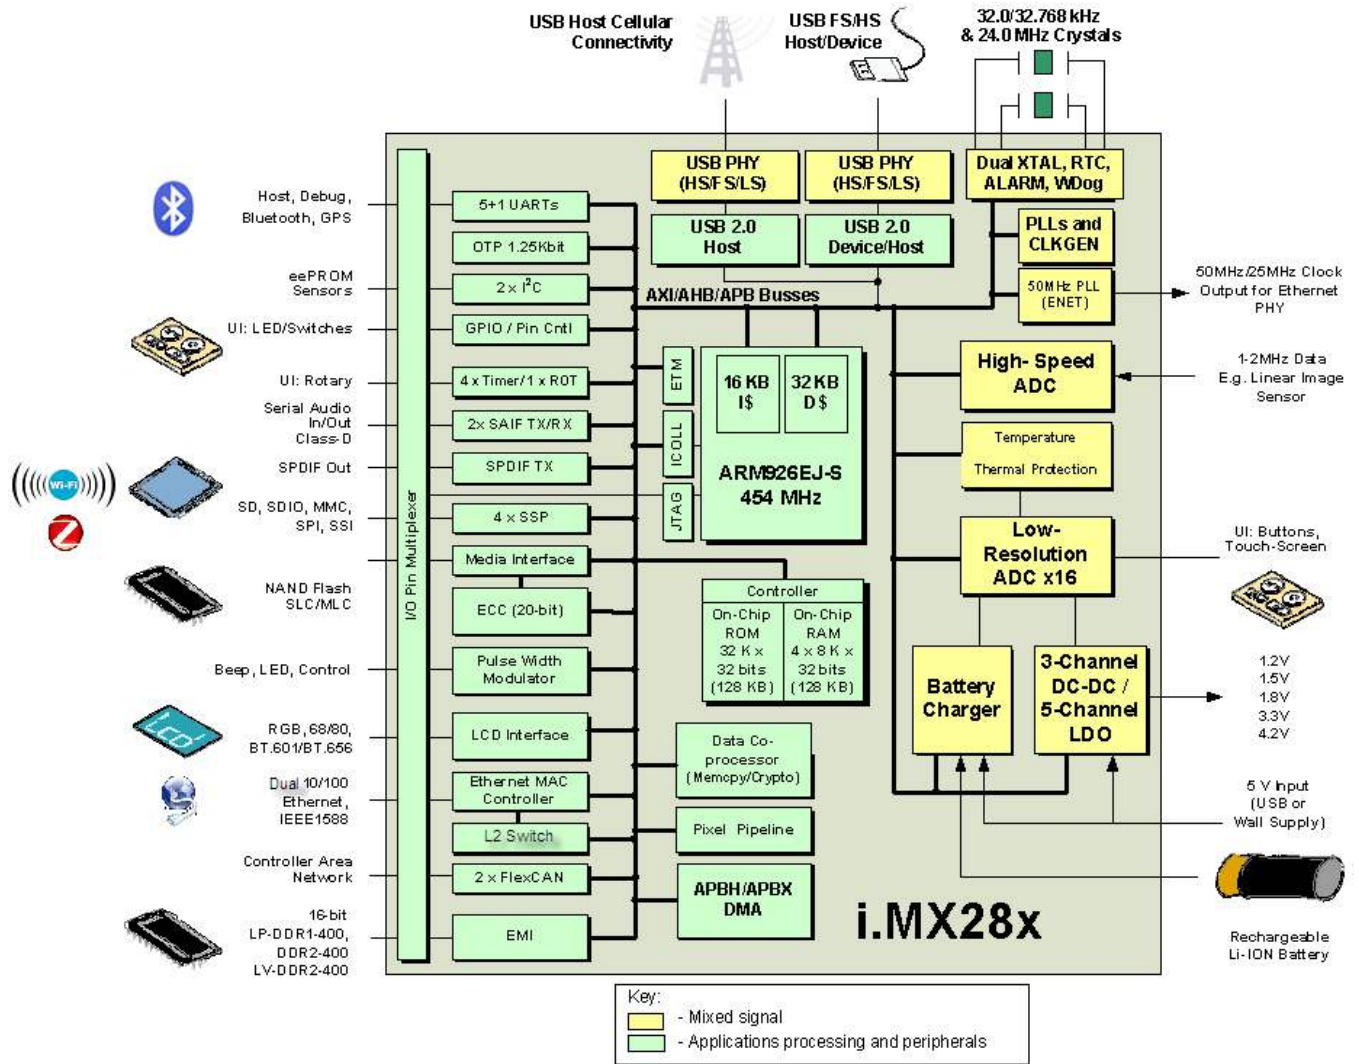 USB Host Cellular
Connectivity
USB FS/HS
Host/Device
32.0/32.768 kHz
& 24.0 MHz Crystals
USB PHY
(HS/FS/LS)
USB PHY
(HS/FS/LS)
Dual XTAL, RTC,
ALARM, WDog
USB 2.0
Host
USB 2.0
Device/Host
PLLs and
CLKGEN
50MHz PLL
(ENET)
50MHz/25MHz Clock
Output for Ethernet
PHY
AXI/AHB/APB Busses
I/O Pin Multiplexer
Host, Debug,
Bluetooth, GPS
5+1 UARTs
OTP 1.25Kbit
eePROM
Sensors
2 x I²C
UI: LED/Switches
GPIO / Pin Cntl
UI: Rotary
4 x Timer/1 x ROT
Serial Audio
In/Out
Class-D
2x SAIF TX/RX
SPDIF Out
SPDIF TX
Wi-Fi
Z
SD, SDIO, MMC,
SPI, SSI
4 x SSP
Media Interface
NAND Flash
SLC/MLC
ECC (20-bit)
Beep, LED, Control
Pulse Width
Modulator
LCD
RGB, 68/80,
BT.601/BT.656
LCD Interface
Dual 10/100
Ethernet,
IEEE1588
Ethernet MAC
Controller
L2 Switch
Controller Area
Network
2 x FlexCAN
16-bit
LP-DDR1-400,
DDR2-400
LV-DDR2-400
EMI
ETM
ICOLL
JTAG
16 KB
I$
32 KB
D $
ARM926EJ-S
454 MHz
Controller
On-Chip
ROM
32 K x
32 bits
(128 KB)
On-Chip
RAM
4 x 8 K x
32 bits
(128 KB)
Data Co-
processor
(Memcpy/Crypto)
Pixel Pipeline
APBH/APBX
DMA
High- Speed
ADC
1-2MHz Data
E.g. Linear Image
Sensor
Temperature
Thermal Protection
Low-
Resolution
ADC x16
UI: Buttons,
Touch-Screen
Battery
Charger
3-Channel
DC-DC /
5-Channel
LDO
1.2V
1.5V
1.8V
3.3V
4.2V
5 V Input
(USB or
Wall Supply)
Rechargeable
Li-ION Battery
i.MX28x
Key:
- Mixed signal
- Applications processing and peripherals